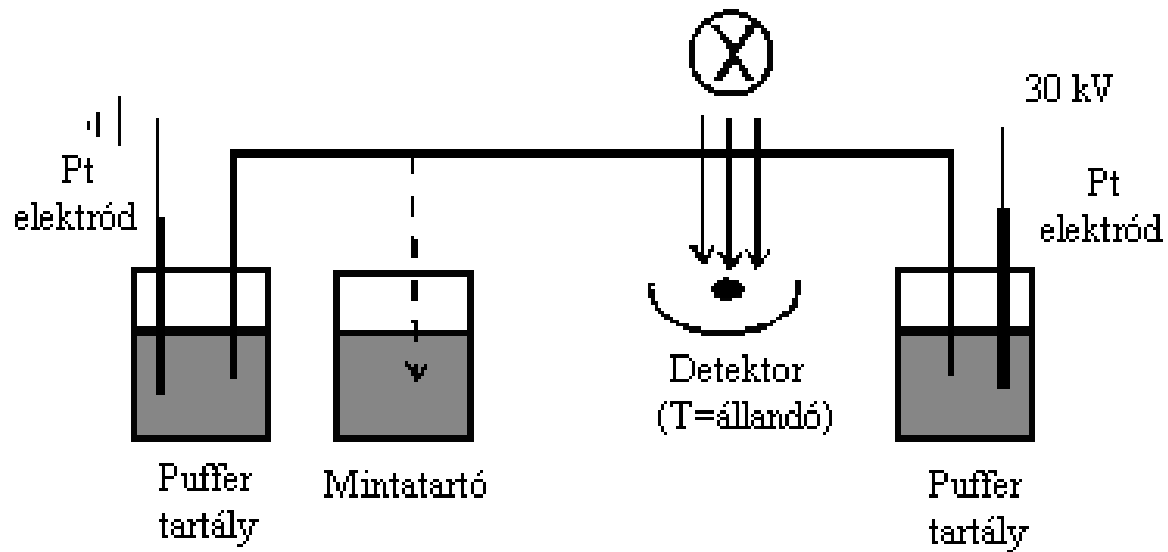 30 kV
Pt
elektród
Pt
elektród
Detektor
(T=állandó)
Puffer
tartály
Mintatartó
Puffer
tartály